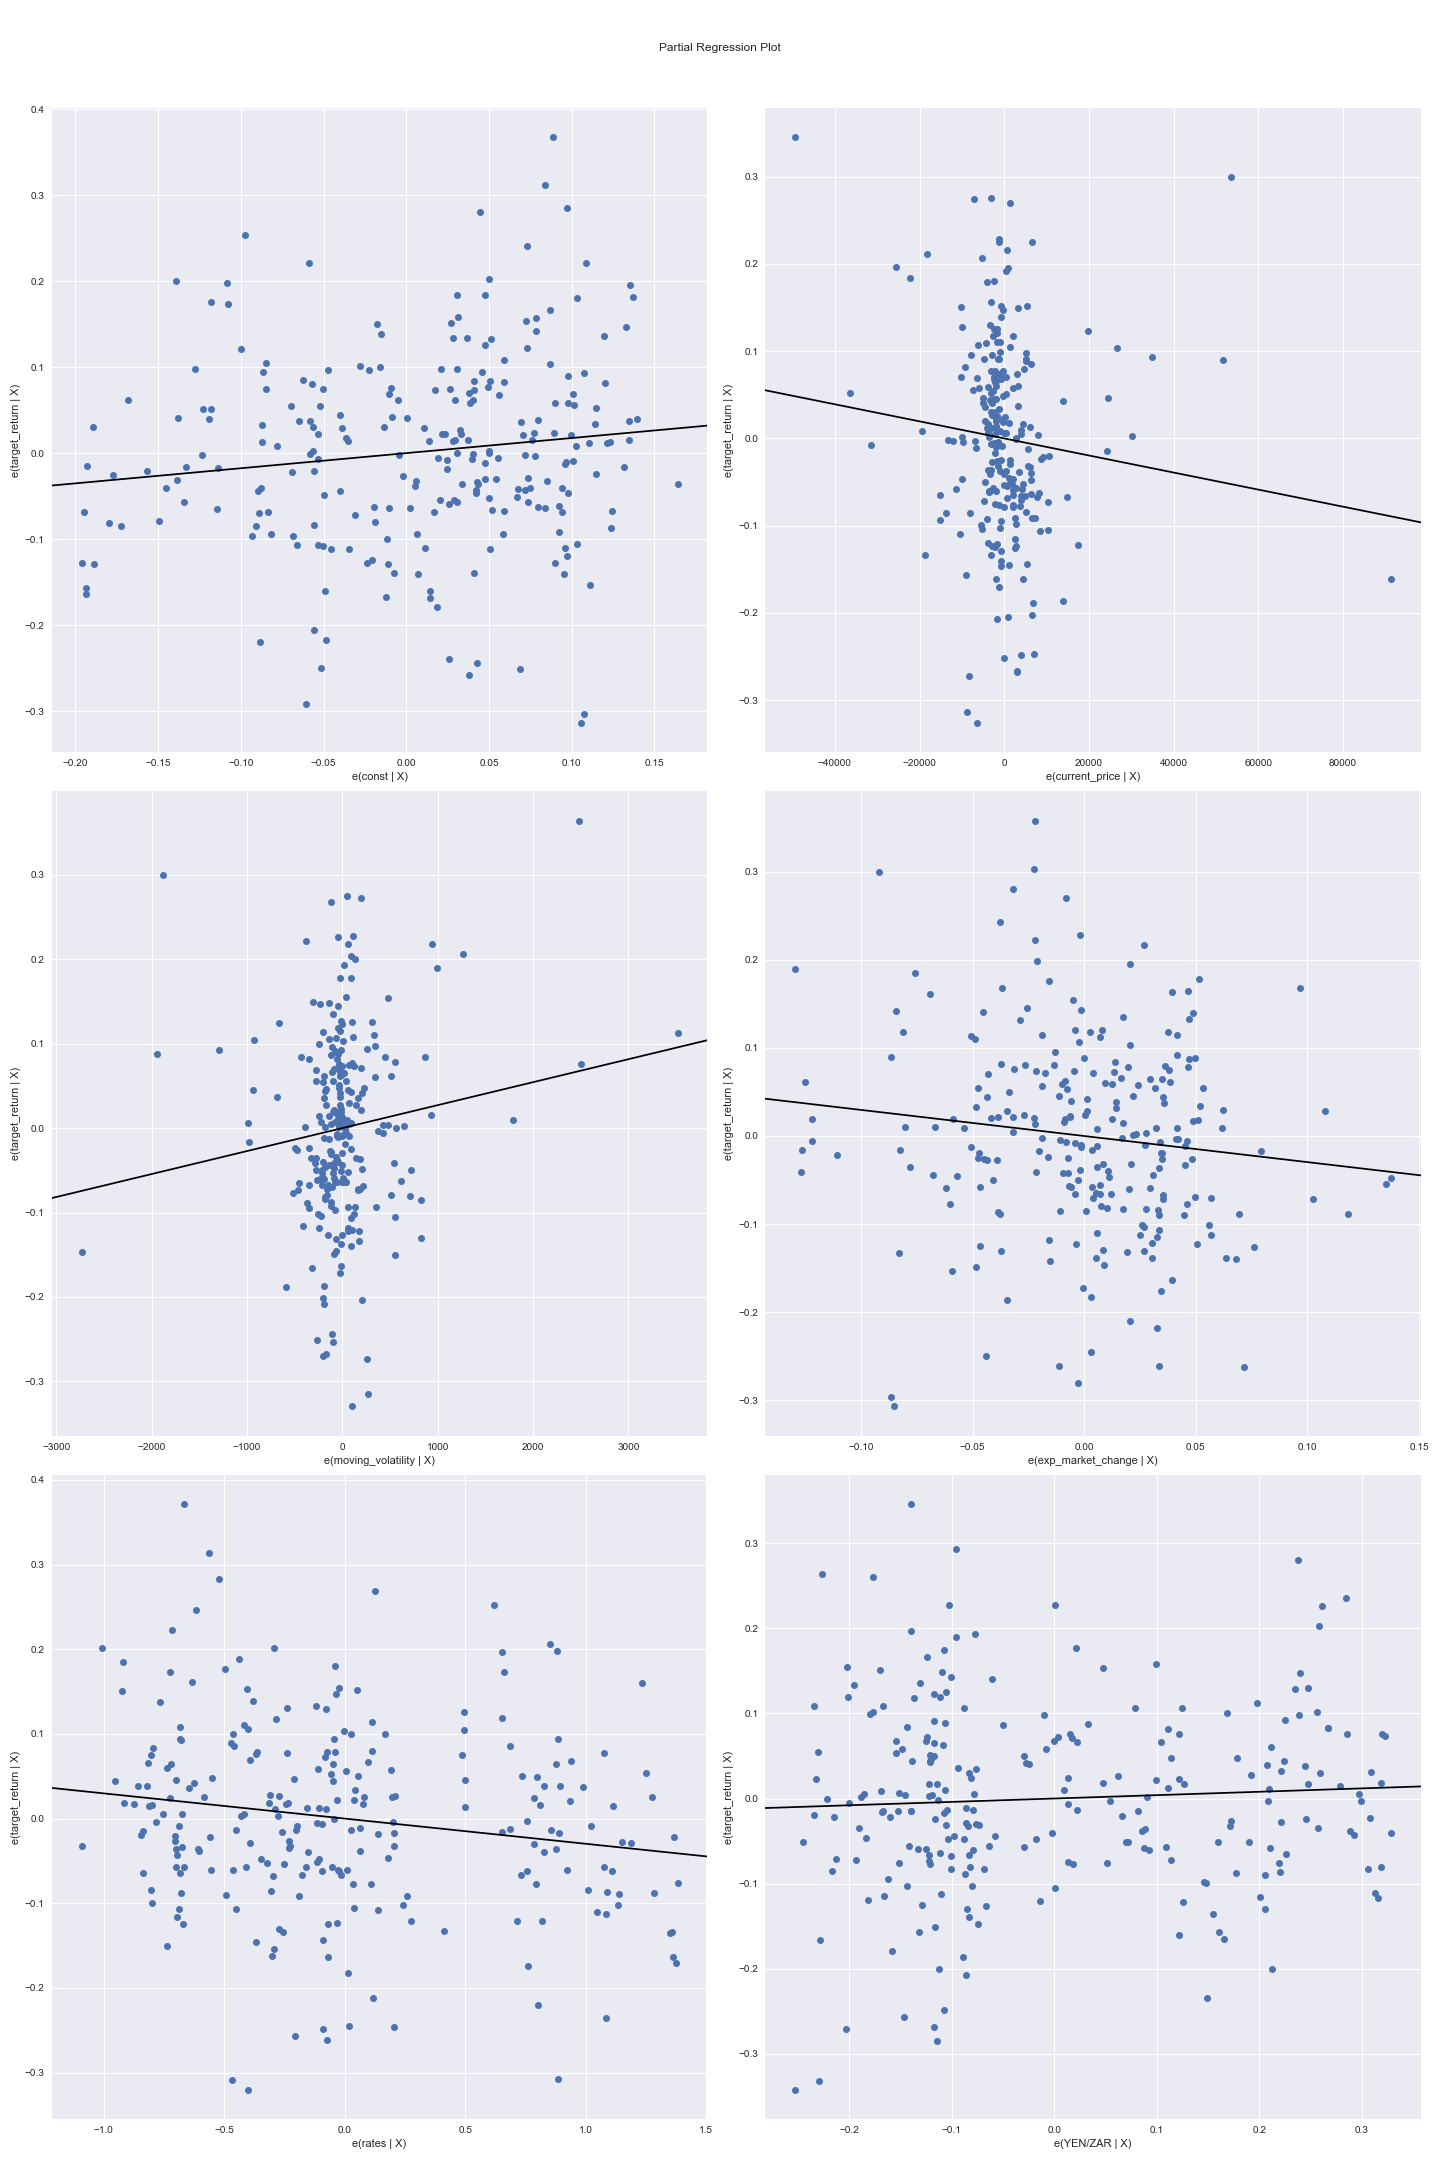 Partial Regression Plot
e(target_return | X)
0.4
0.3
0.2
0.1
0.0
−0.1
−0.2
−0.3
−0.20 −0.15 −0.10 −0.05 0.00 0.05 0.10 0.15
e(const | X)
e(target_return | X)
0.3
0.2
0.1
0.0
−0.1
−0.2
−0.3
−40000 −20000 0 20000 40000 60000 80000
e(current_price | X)
e(target_return | X)
0.3
0.2
0.1
0.0
−0.1
−0.2
−0.3
−3000 −2000 −1000 0 1000 2000 3000
e(moving_volatility | X)
e(target_return | X)
0.3
0.2
0.1
0.0
−0.1
−0.2
−0.3
−0.10 −0.05 0.00 0.05 0.10 0.15
e(exp_market_change | X)
e(target_return | X)
0.4
0.3
0.2
0.1
0.0
−0.1
−0.2
−0.3
−1.0 −0.5 0.0 0.5 1.0 1.5
e(rates | X)
e(target_return | X)
0.3
0.2
0.1
0.0
−0.1
−0.2
−0.3
−0.2 −0.1 0.0 0.1 0.2 0.3
e(YEN/ZAR | X)